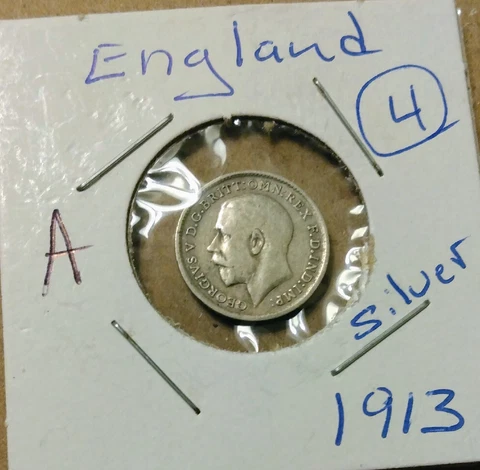 England
4
A
GEORGIVS V D.G.BRITT:OMN:REX F.D.IND:IMP:
silver
1913